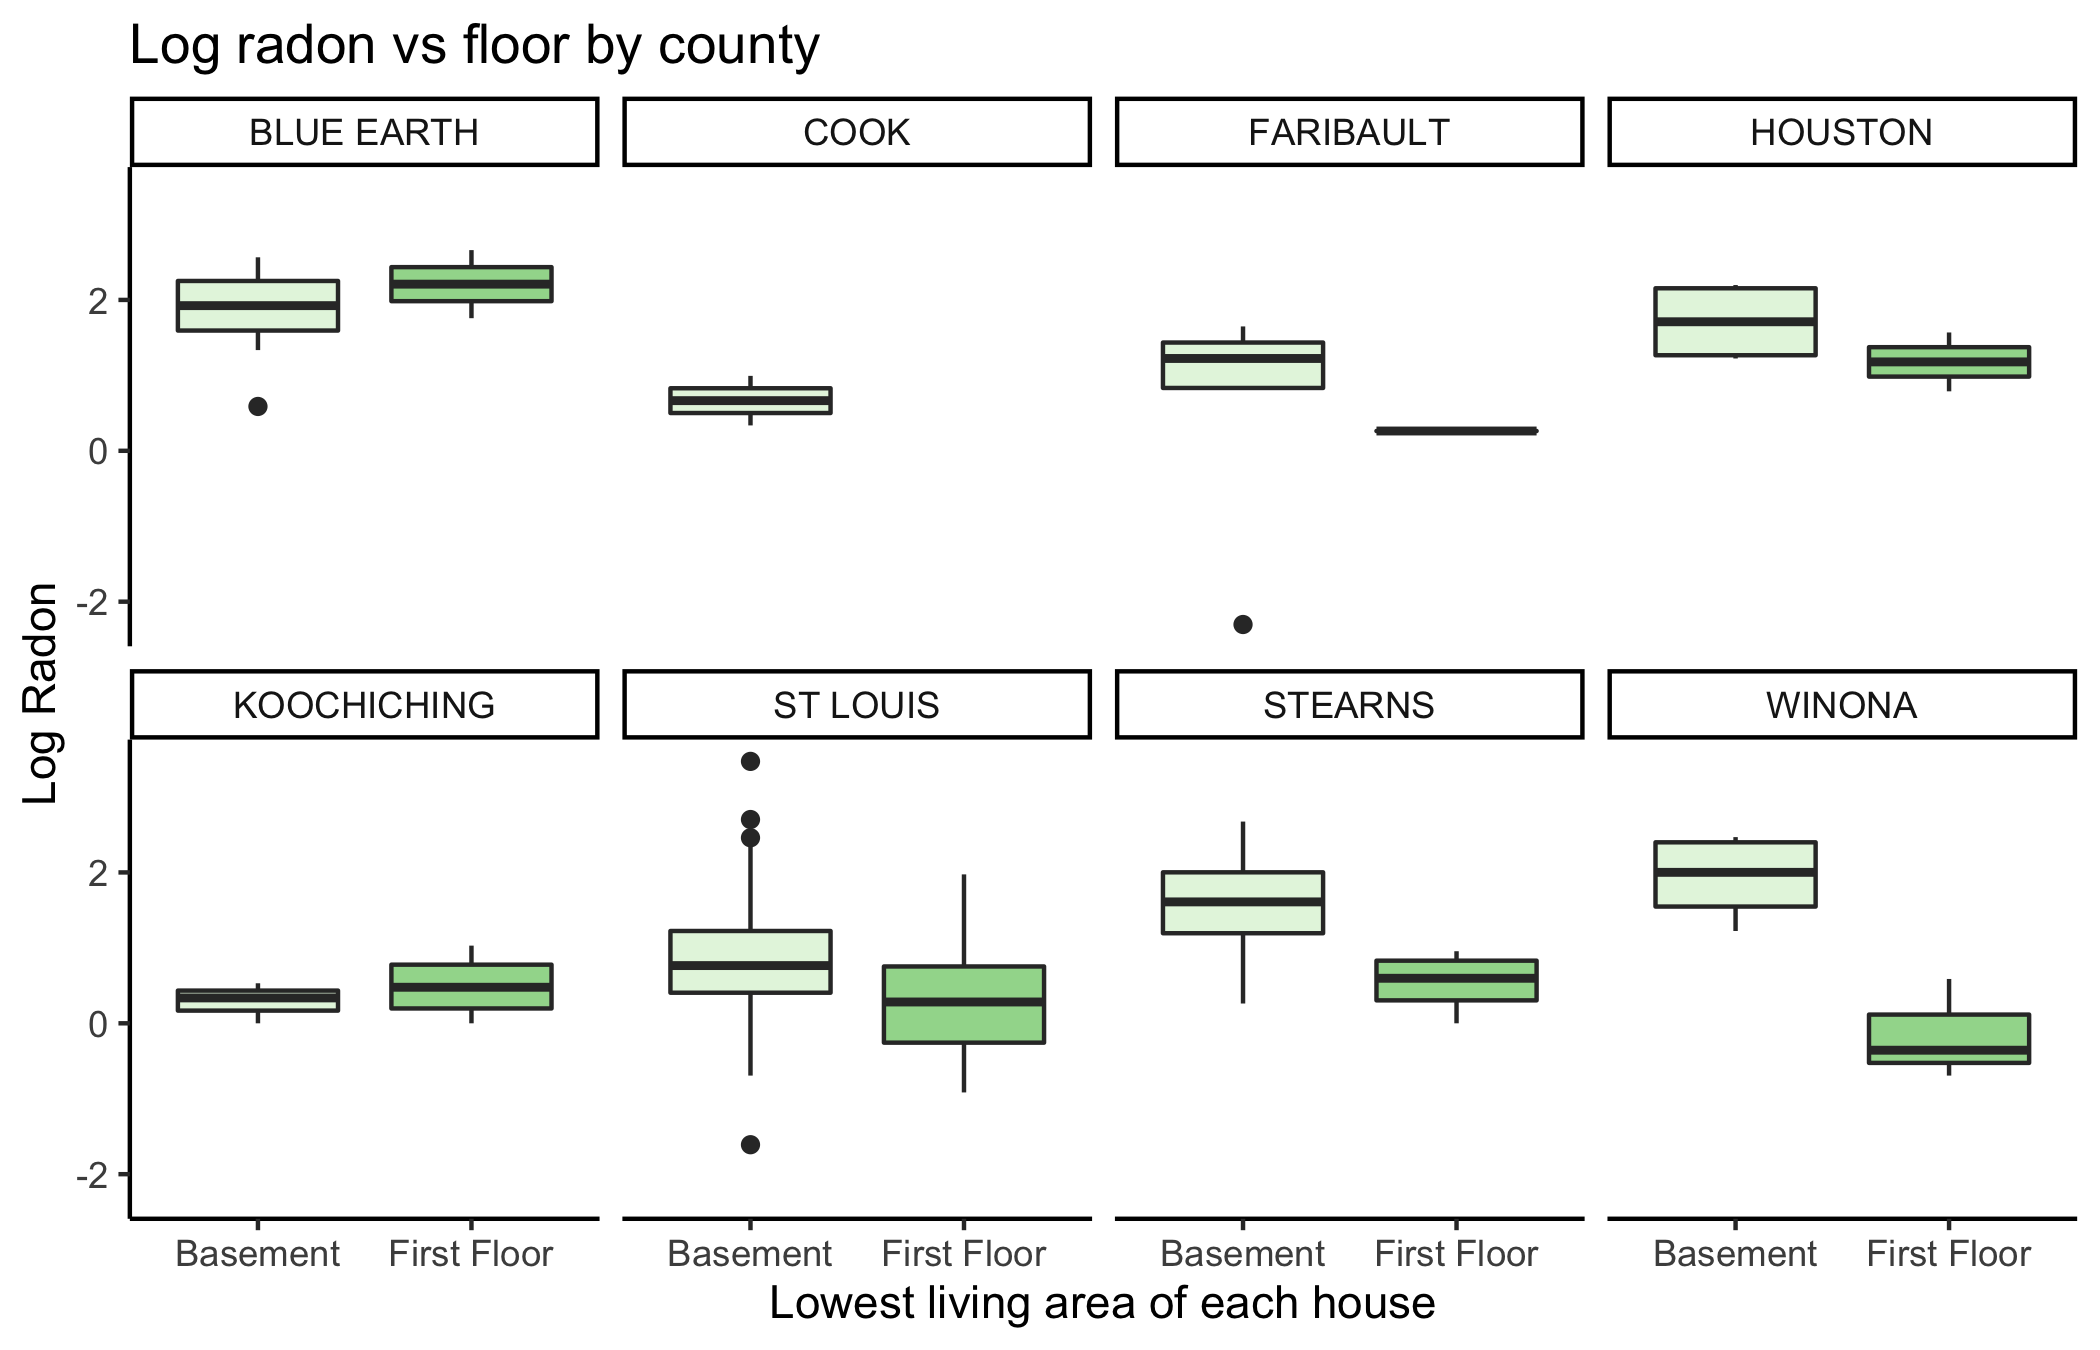 Log radon vs floor by county
BLUE EARTH COOK FARIBAULT HOUSTON
2
0
-2
Log Radon
KOOCHICHING ST LOUIS STEARNS WINONA
2
0
-2
Basement First Floor Basement First Floor Basement First Floor Basement First Floor
Lowest living area of each house